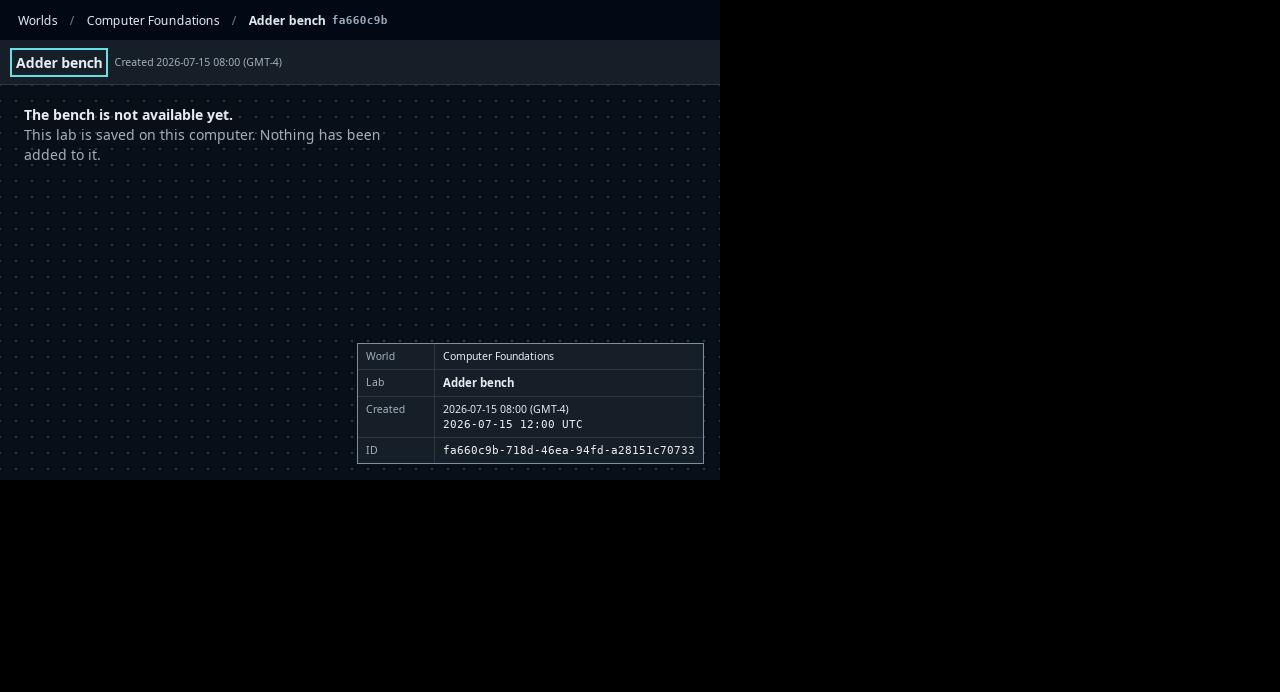 Worlds / Computer Foundations / Adder bench fa660c9b
Adder bench Created 2026-07-15 08:00 (GMT-4)
The bench is not available yet.
This lab is saved on this computer. Nothing has been
added to it.
World Computer Foundations
Lab Adder bench
Created 2026-07-15 08:00 (GMT-4)
2026-07-15 12:00 UTC
ID fa660c9b-718d-46ea-94fd-a28151c70733